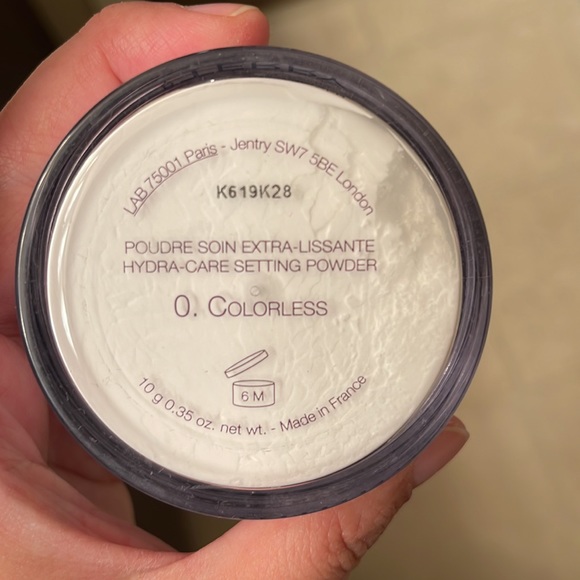 LAB 75001 Paris - Jentry SW7 5BE London
K619K28
POUDRE SOIN EXTRA-LISSANTE
HYDRA-CARE SETTING POWDER
0. COLORLESS
6 M
10 g 0.35 oz. net wt. - Made in France